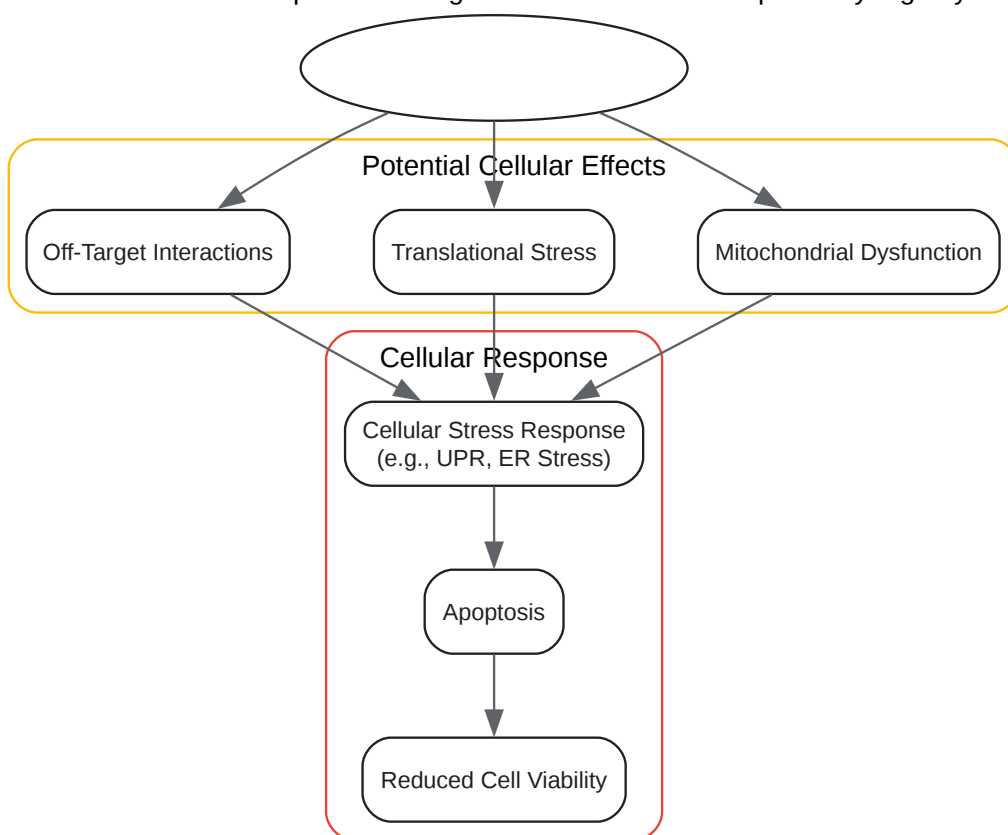 Potential Cellular Effects
Off-Target Interactions
Translational Stress
Mitochondrial Dysfunction
Cellular Response
Cellular Stress Response
(e.g., UPR, ER Stress)
Apoptosis
Reduced Cell Viability